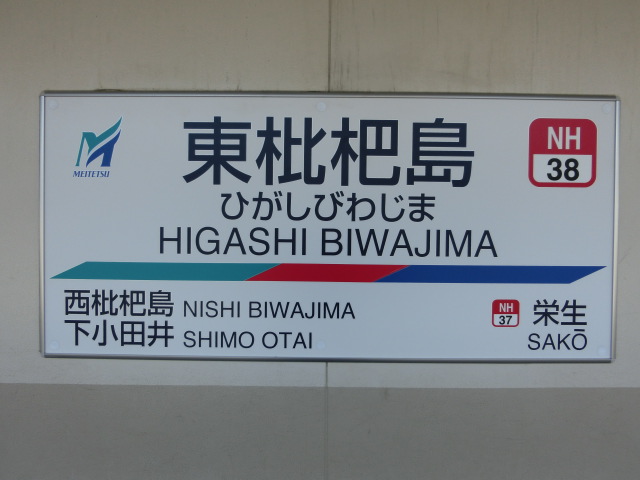 MEITETSU
東枇杷島
ひがしびわじま
HIGASHI BIWAJIMA
NH
38
西枇杷島 NISHI BIWAJIMA
下小田井 SHIMO OTAI
NH
37
栄生
SAKŌ